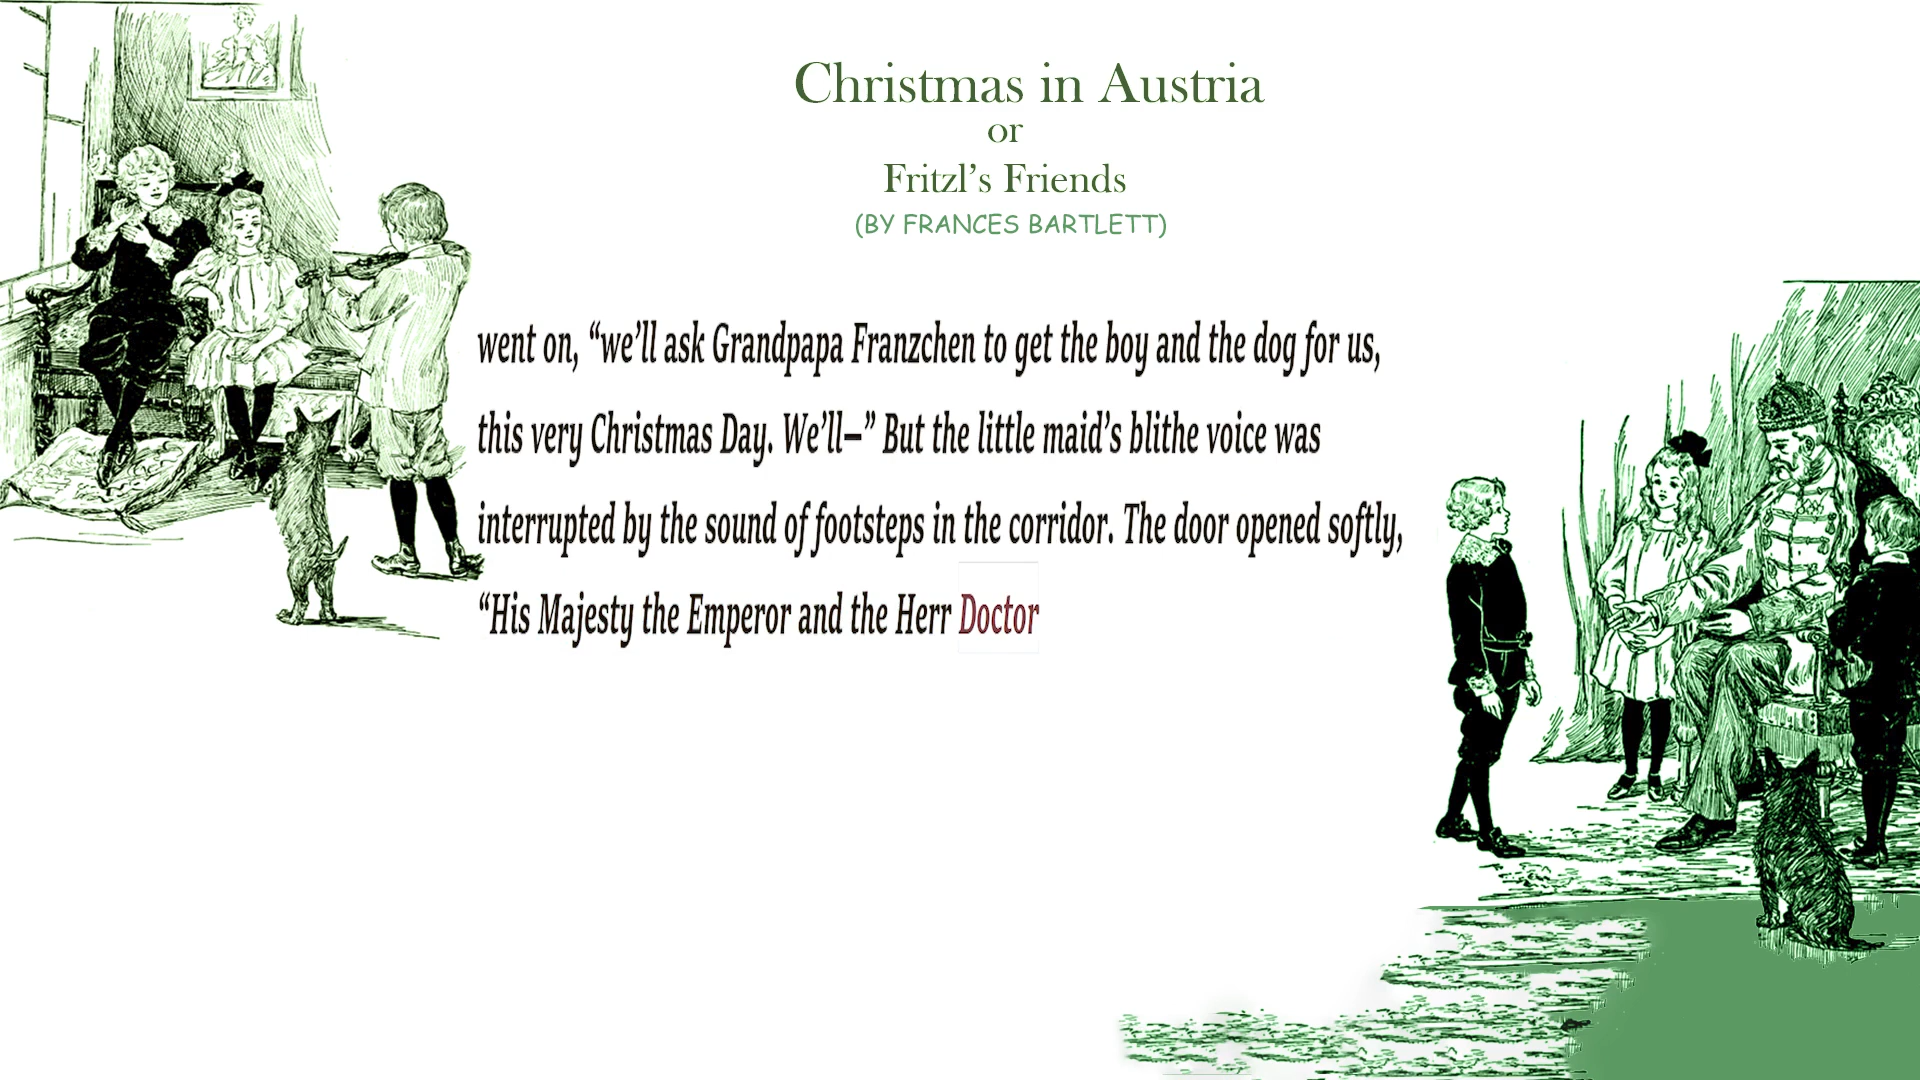 Christmas in Austria
or
Fritzl’s Friends
(BY FRANCES BARTLETT)
went on, “we’ll ask Grandpapa Franzchen to get the boy and the dog for us,
this very Christmas Day. We’ll—” But the little maid’s blithe voice was
interrupted by the sound of footsteps in the corridor. The door opened softly,
“His Majesty the Emperor and the Herr Doctor